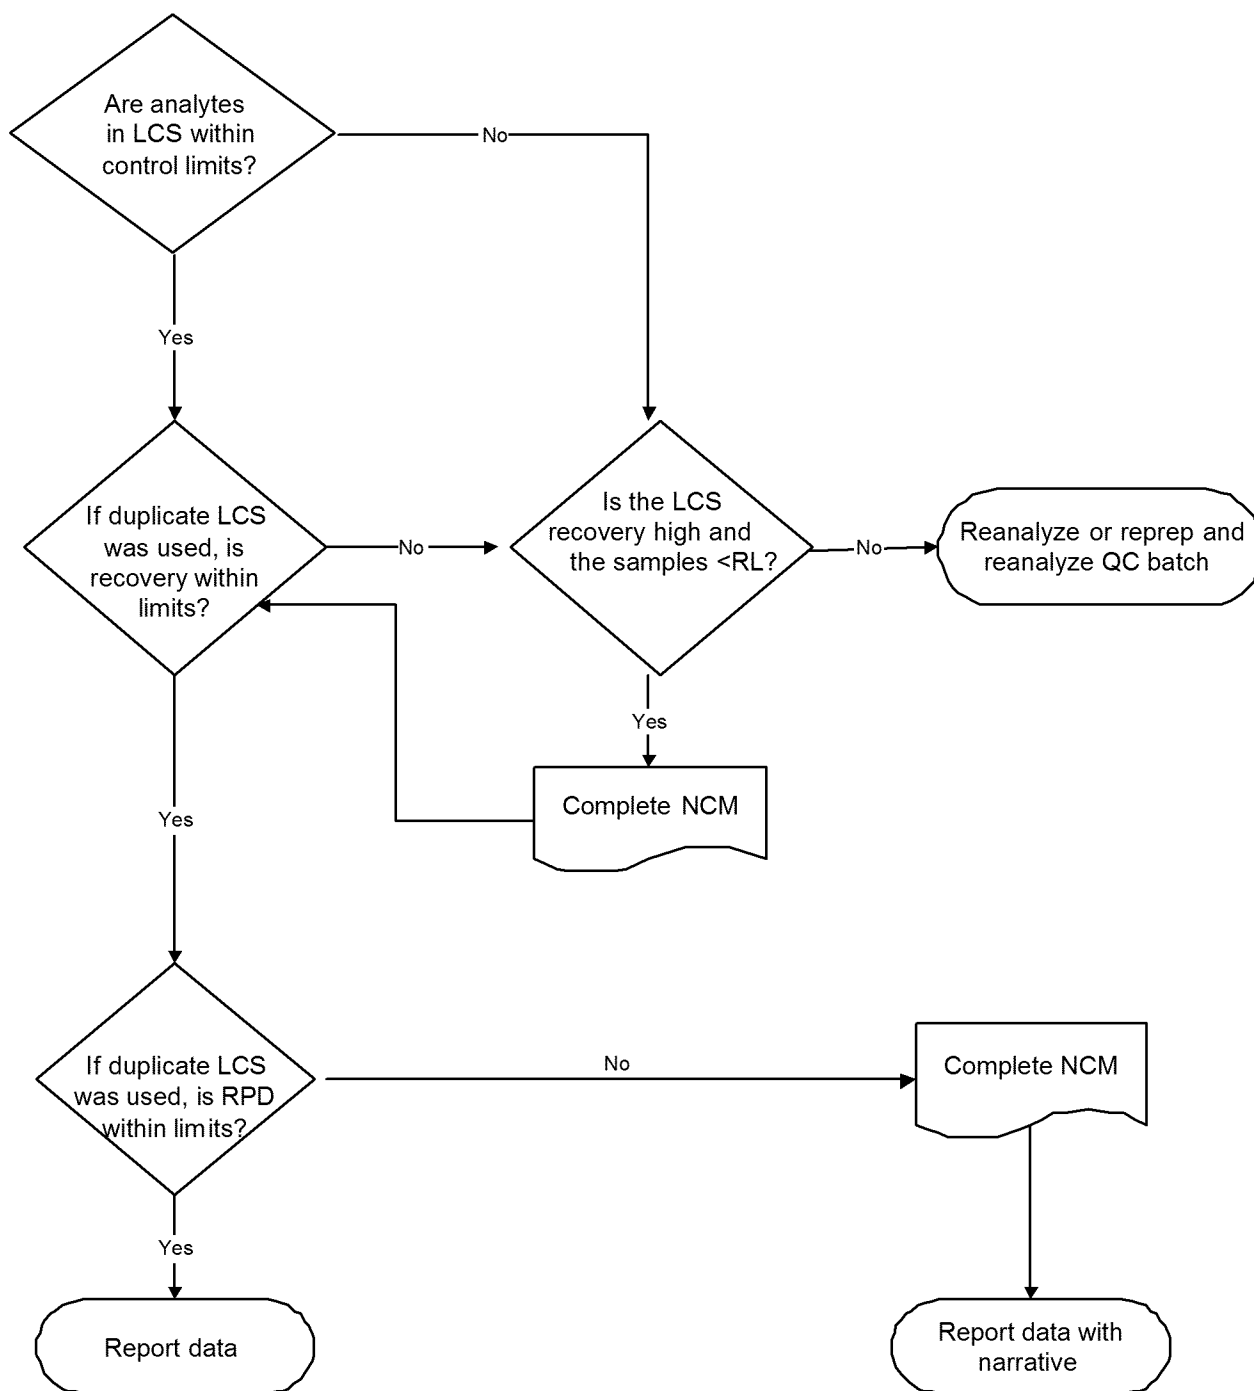 Are analytes
in LCS within
control limits?
No
Yes
If duplicate LCS
was used, is
recovery within
limits?
No
Is the LCS
recovery high and
the samples <RL?
No
Reanalyze or reprep and
reanalyze QC batch
Yes
Complete NCM
Yes
If duplicate LCS
was used, is RPD
within limits?
No
Complete NCM
Yes
Report data
Report data with
narrative